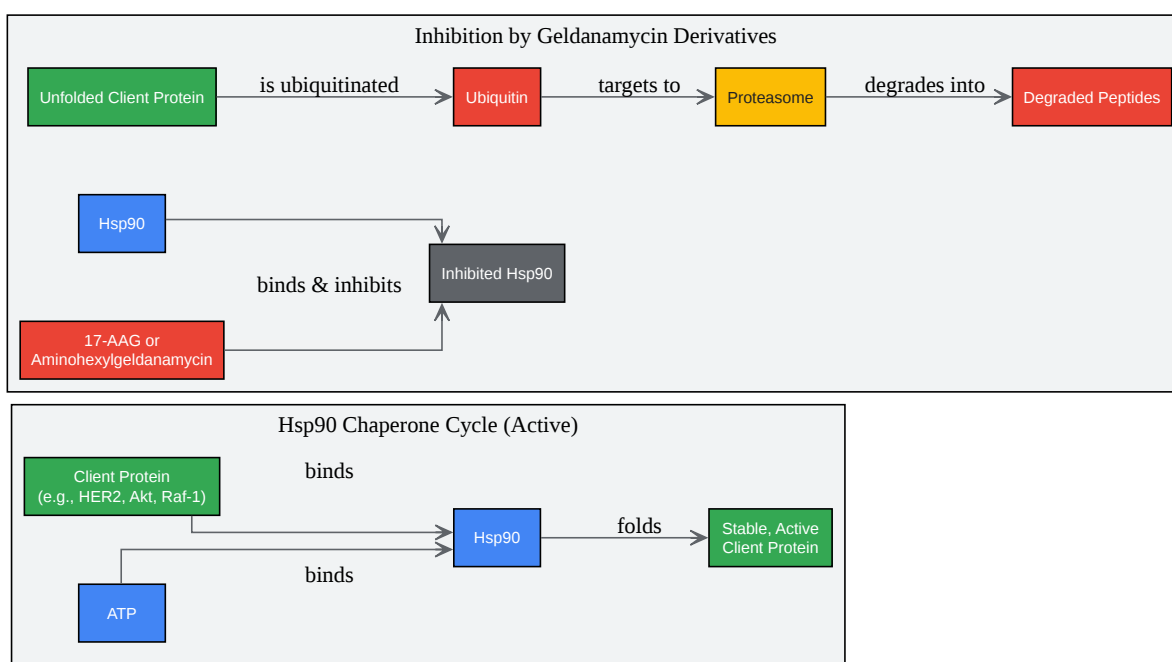 Inhibition by Geldanamycin Derivatives
Unfolded Client Protein
is ubiquitinated
Ubiquitin
targets to
Proteasome
degrades into
Degraded Peptides
Hsp90
Inhibited Hsp90
binds & inhibits
17-AAG or
Aminohexylgeldanamycin
Hsp90 Chaperone Cycle (Active)
Client Protein
(e.g., HER2, Akt, Raf-1)
binds
Hsp90
folds
Stable, Active
Client Protein
binds
ATP